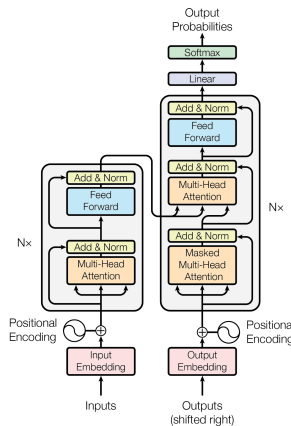 Output
Probabilities
Softmax
Linear
Add & Norm
Feed
Forward
Add & Norm
Multi-Head
Attention
Add & Norm
Masked
Multi-Head
Attention
N×
Add & Norm
Feed
Forward
Add & Norm
Multi-Head
Attention
N×
Positional
Encoding
Positional
Encoding
Input
Embedding
Output
Embedding
Inputs
Outputs
(shifted right)